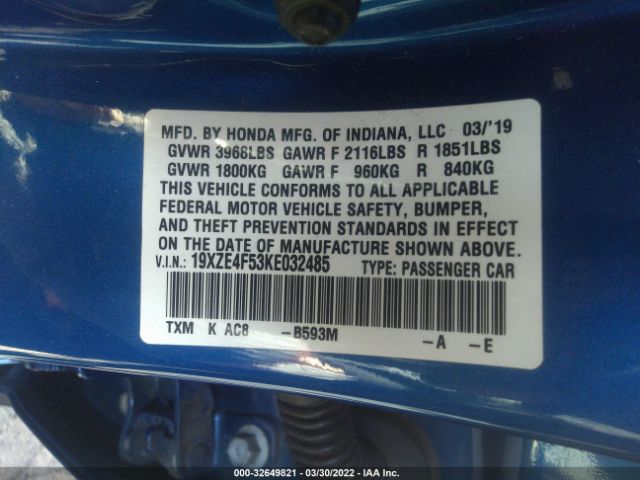 MFD. BY HONDA MFG. OF INDIANA, LLC 03/'19
GVWR 3968LBS GAWR F 2116LBS R 1851LBS
GVWR 1800KG GAWR F 960KG R 840KG
THIS VEHICLE CONFORMS TO ALL APPLICABLE
FEDERAL MOTOR VEHICLE SAFETY, BUMPER,
AND THEFT PREVENTION STANDARDS IN EFFECT
ON THE DATE OF MANUFACTURE SHOWN ABOVE.
V.I.N.: 19XZE4F53KE032485 TYPE: PASSENGER CAR
TXM K AC8 -B593M -A -E
000-32649821 - 03/30/2022 - IAA Inc.